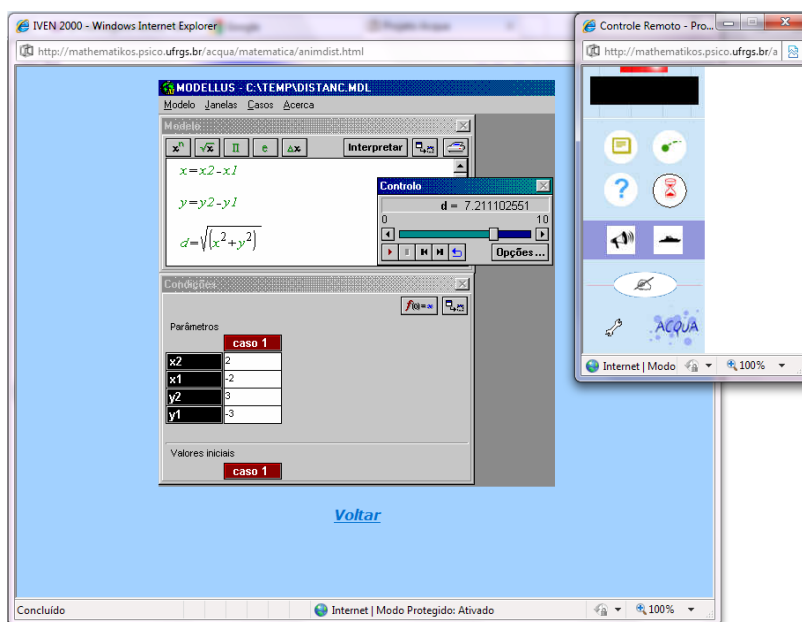 IVEN 2000 - Windows Internet Explorer
http://mathematikos.psico.ufrgs.br/acqua/matematica/animdist.html
MODELLUS - C:\TEMP\DISTANC.MDL
Modelo Janelas Casos Acerca
Modelo
xⁿ √x Π e Δx Interpretar
x=x2-x1
y=y2-y1
d=√(x²+y²)
Controlo
d = 7.211102551
0 10
Opções...
Condições
Parâmetros
caso 1
x2 2
x1 -2
y2 3
y1 -3
Valores iniciais
caso 1
Voltar
Concluído
Internet | Modo Protegido: Ativado
100%
Controle Remoto - Pro...
http://mathematikos.psico.ufrgs.br/a
?
ACQUA
Internet | Modo
100%